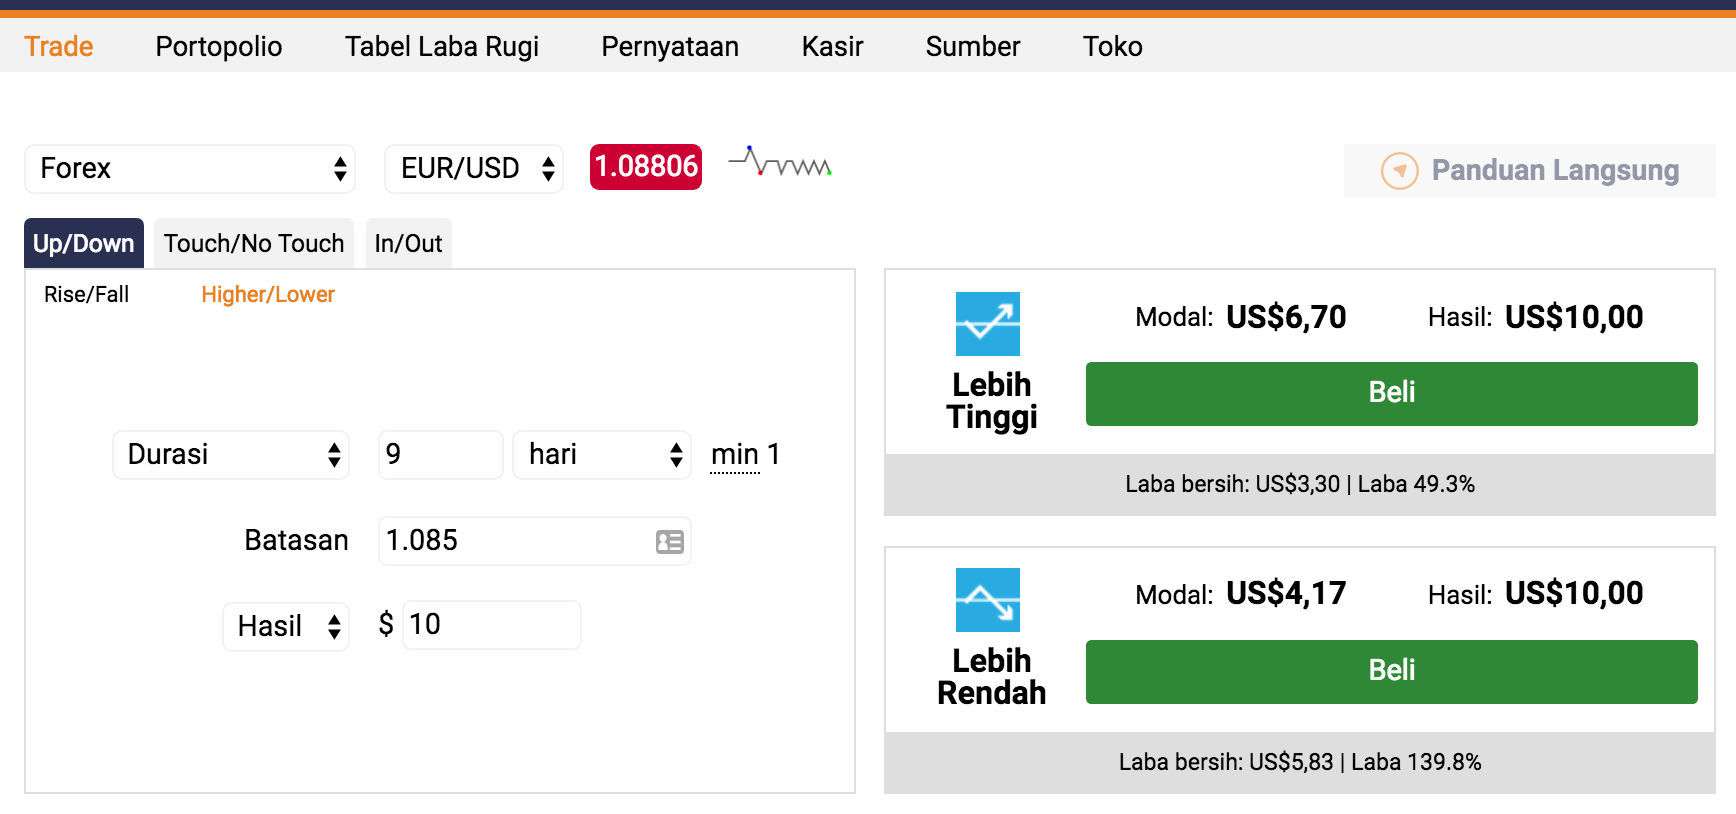 Trade Portopolio Tabel Laba Rugi Pernyataan Kasir Sumber Toko
Forex EUR/USD 1.08806
Panduan Langsung
Up/Down Touch/No Touch In/Out
Rise/Fall Higher/Lower
Durasi 9 hari min 1
Batasan 1.085
Hasil $ 10
Modal: US$6,70 Hasil: US$10,00
Lebih
Tinggi
Beli
Laba bersih: US$3,30 | Laba 49.3%
Modal: US$4,17 Hasil: US$10,00
Lebih
Rendah
Beli
Laba bersih: US$5,83 | Laba 139.8%